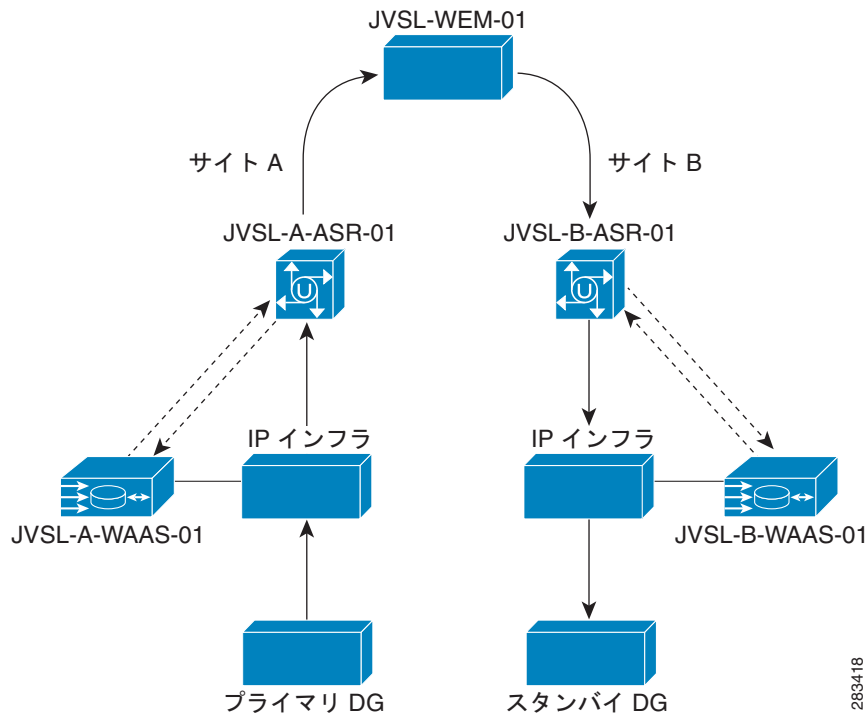 JVSL-WEM-01
サイト A
サイト B
JVSL-A-ASR-01
JVSL-B-ASR-01
U
U
IP インフラ
IP インフラ
JVSL-A-WAAS-01
JVSL-B-WAAS-01
プライマリ DG
スタンバイ DG
283418